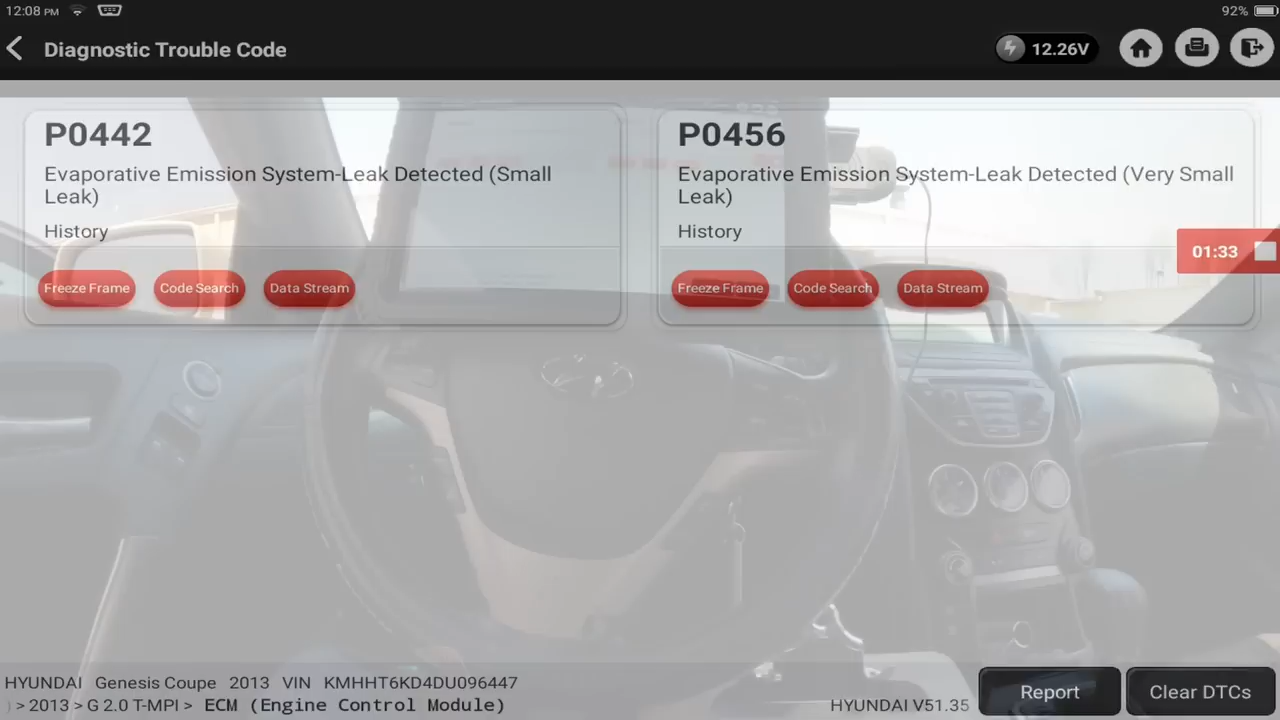 12:08 PM
92%
Diagnostic Trouble Code
12.26V
P0442
Evaporative Emission System-Leak Detected (Small
Leak)
History
Freeze Frame
Code Search
Data Stream
P0456
Evaporative Emission System-Leak Detected (Very Small
Leak)
History
Freeze Frame
Code Search
Data Stream
01:33
HYUNDAI Genesis Coupe 2013 VIN KMHHT6KD4DU096447
> 2013 > G 2.0 T-MPI > ECM (Engine Control Module)
HYUNDAI V51.35
Report
Clear DTCs